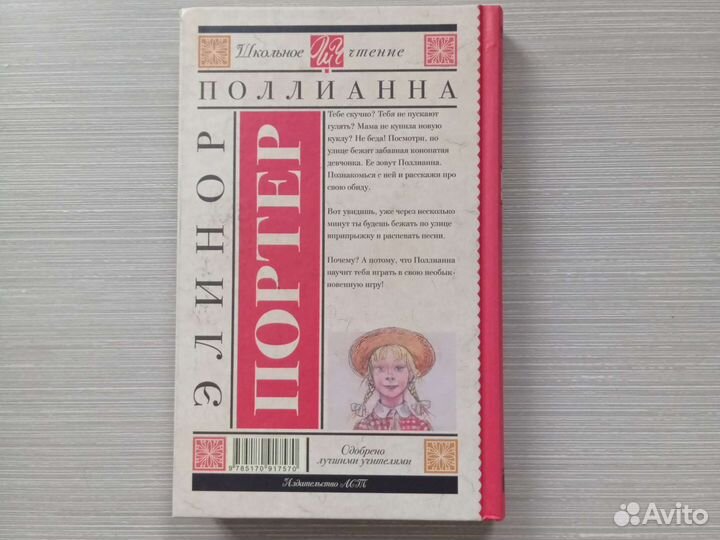 Школьное ШЧ чтение
ПОЛЛИАННА
ЭЛИНОР
ПОРТЕР
Тебе скучно? Тебя не пускают
гулять? Мама не купила новую
куклу? Не беда! Посмотри, по
улице бежит забавная конопатая
девчонка. Ее зовут Поллианна.
Познакомься с ней и расскажи про
свою обиду.
Вот увидишь, уже через несколько
минут ты будешь бежать по улице
вприпрыжку и распевать песни.
Почему? А потому, что Поллианна
научит тебя играть в свою необык-
новенную игру!
9785170917570
Одобрено
лучшими учителями
Издательство АСТ
Avito